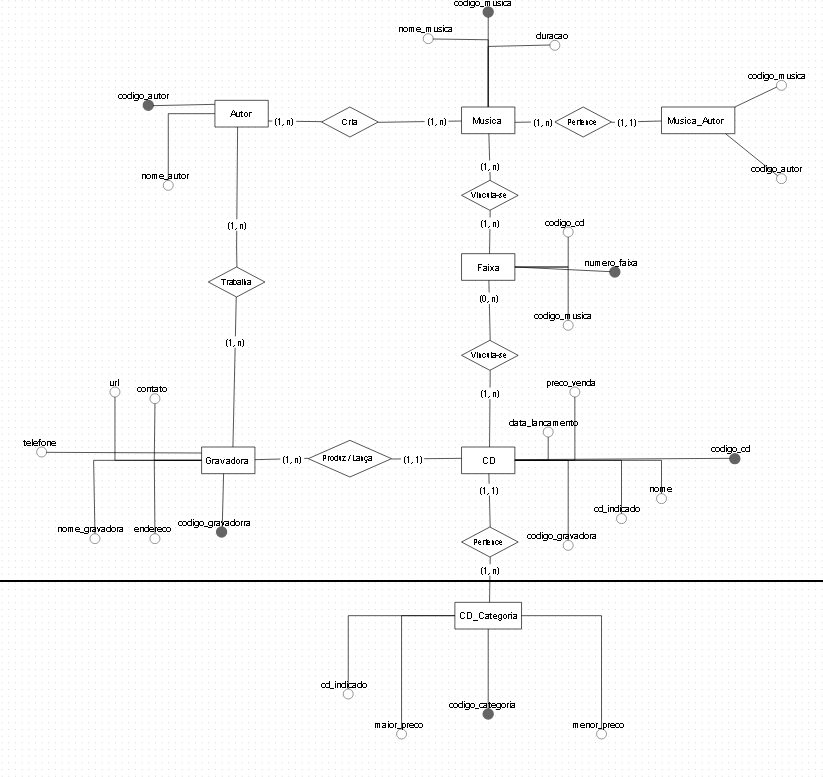 codigo_musica
nome_musica
duracao
codigo_musica
codigo_autor
Autor
(1, n)
Cria
(1, n)
Musica
(1, n)
Pertence
(1, 1)
Musica_Autor
nome_autor
codigo_autor
(1, n)
Vincula-se
(1, n)
(1, n)
codigo_cd
Faixa
numero_faixa
Trabalha
(0, n)
codigo_musica
(1, n)
Vincula-se
url
contato
preco_venda
(1, n)
data_lancamento
telefone
codigo_cd
Gravadora
(1, n)
Produz / Lança
(1, 1)
CD
(1, 1)
nome
cd_indicado
nome_gravadora
endereco
codigo_gravadorra
codigo_gravadora
Pertence
(1, n)
CD_Categoria
cd_indicado
codigo_categoria
maior_preco
menor_preco